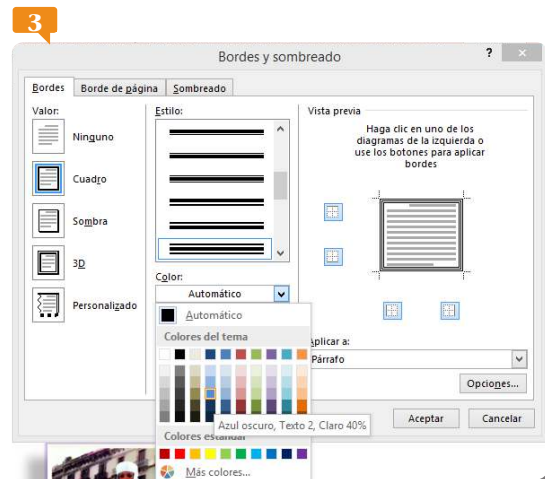 3
Bordes y sombreado
?
Bordes
Borde de página
Sombreado
Valor:
Ninguno
Cuadro
Sombra
3D
Personalizado
Estilo:
Color:
Automático
Automático
Colores del tema
Azul oscuro, Texto 2, Claro 40%
Colores estándar
Más colores...
Vista previa
Haga clic en uno de los
diagramas de la izquierda o
use los botones para aplicar
bordes
Aplicar a:
Párrafo
Opciones...
Aceptar
Cancelar